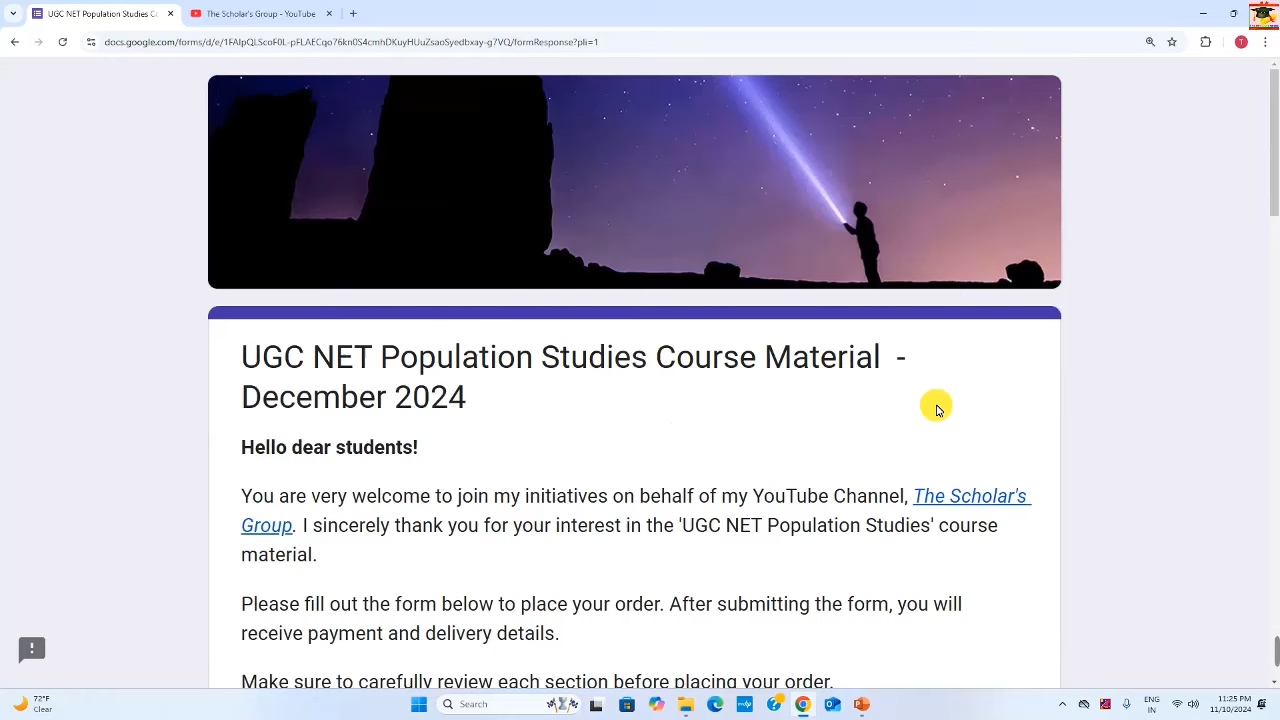 UGC NET Population Studies Co
The Scholar's Group - YouTube
docs.google.com/forms/d/e/1FAIpQLScoF0L-pFLAECqo76kn0S4cmhDKuyHUuZsaoSyedbxay-g7VQ/formResponse?pli=1
T
UGC NET Population Studies Course Material -
December 2024
Hello dear students!
You are very welcome to join my initiatives on behalf of my YouTube Channel, The Scholar's
Group. I sincerely thank you for your interest in the 'UGC NET Population Studies' course
material.
Please fill out the form below to place your order. After submitting the form, you will
receive payment and delivery details.
Make sure to carefully review each section before placing your order.
72°F
Clear
Search
ENG
IN
11:25 PM
11/10/2024